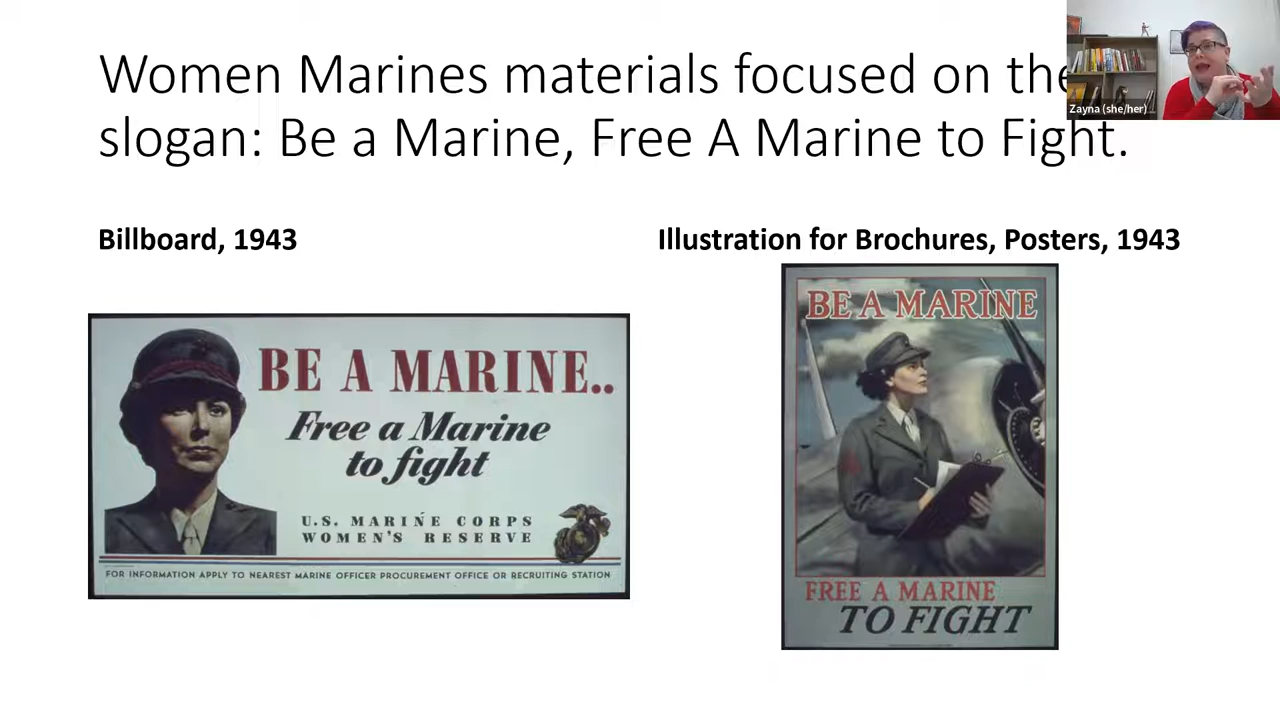 Women Marines materials focused on the
slogan: Be a Marine, Free A Marine to Fight.
Zayna (she/her)
Billboard, 1943
Illustration for Brochures, Posters, 1943
BE A MARINE..
Free a Marine
to fight
U.S. MARINE CORPS
WOMEN'S RESERVE
FOR INFORMATION APPLY TO NEAREST MARINE OFFICER PROCUREMENT OFFICE OR RECRUITING STATION
BE A MARINE
FREE A MARINE
TO FIGHT